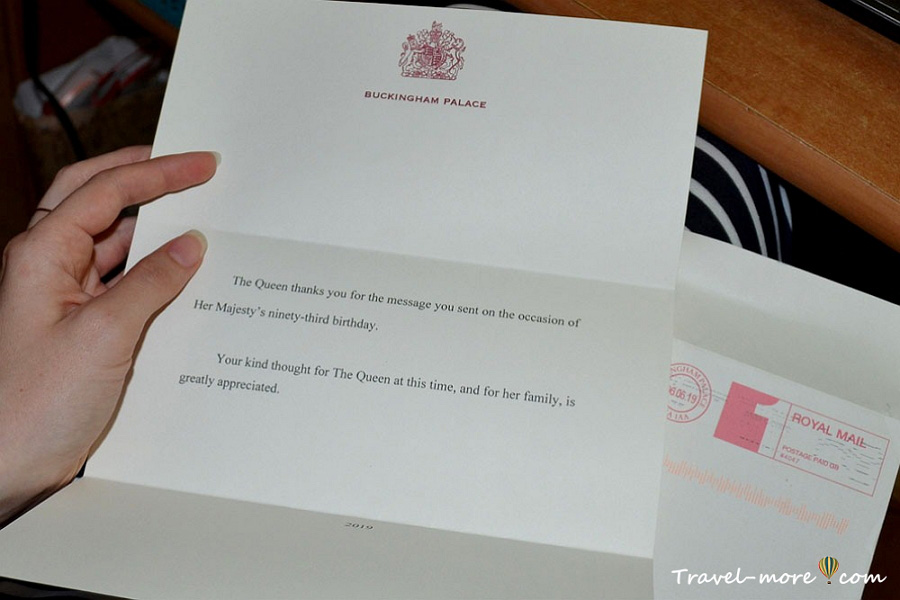 BUCKINGHAM PALACE
The Queen thanks you for the message you sent on the occasion of
Her Majesty's ninety-third birthday.
Your kind thought for The Queen at this time, and for her family, is
greatly appreciated.
2019
ROYAL MAIL
POSTAGE PAID GB
1
Travel-more.com